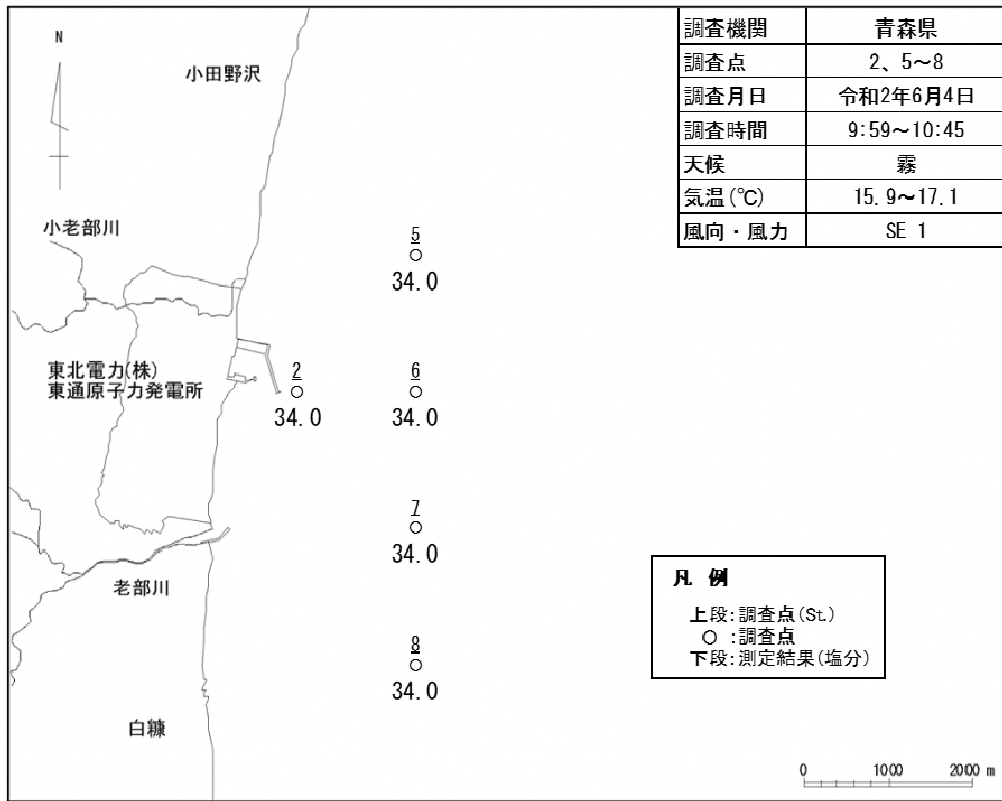 N
小田野沢
調査機関 青森県
調査点 2、5～8
調査月日 令和2年6月4日
調査時間 9:59～10:45
天候 霧
気温(℃) 15.9～17.1
風向・風力 SE 1
小老部川
5
34.0
東北電力(株)
東通原子力発電所
2
34.0
6
34.0
7
34.0
老部川
8
34.0
白糠
凡 例
上段:調査点(St.)
○ :調査点
下段:測定結果(塩分)
0 1000 2000 m